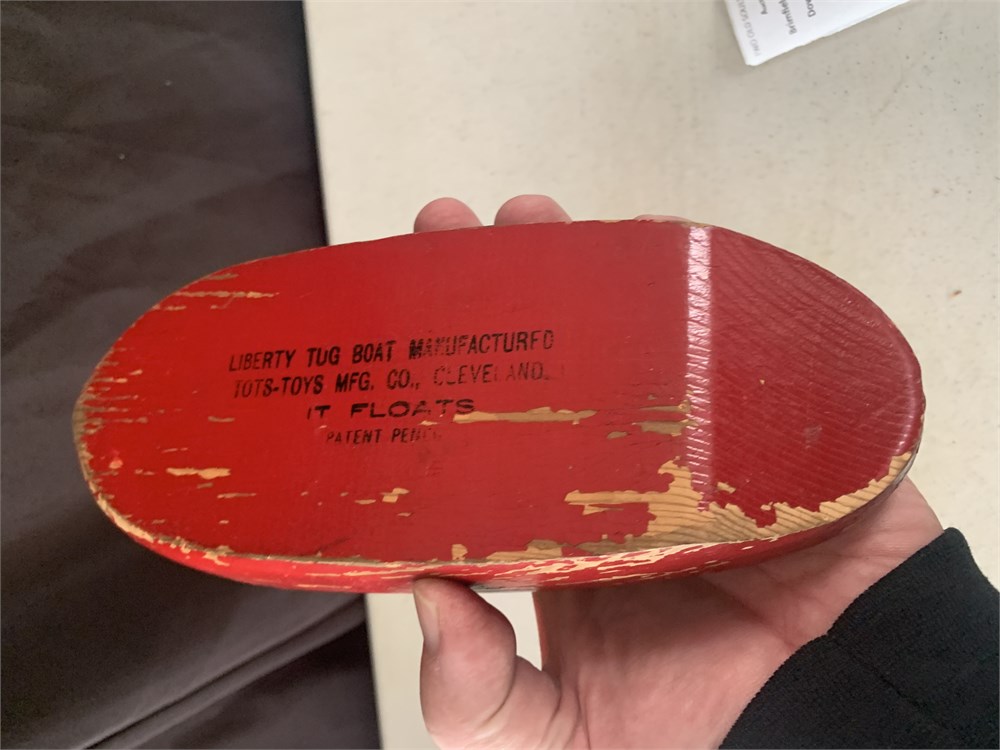 LIBERTY TUG BOAT MANUFACTURED
TOTS-TOYS MFG. CO., CLEVELAND.
IT FLOATS
PATENT